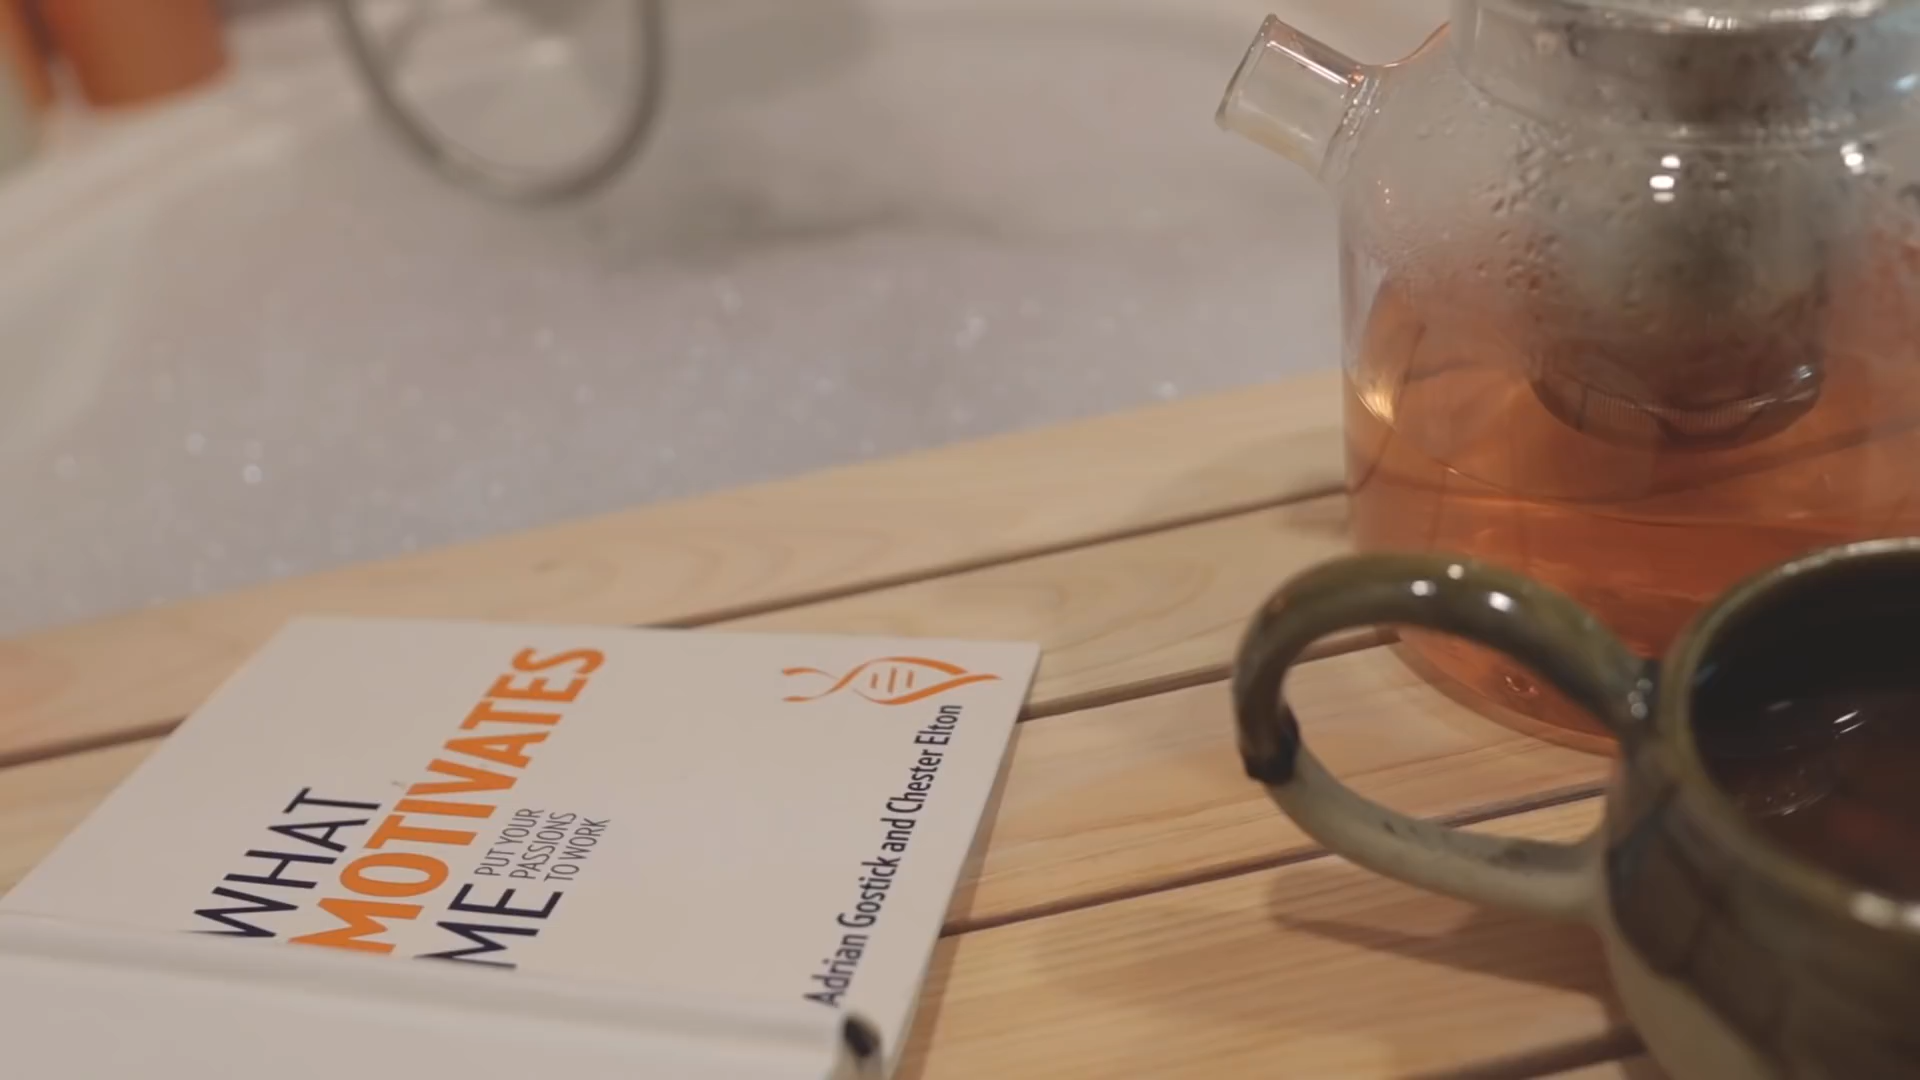 WHAT
MOTIVATES
ME
PUT YOUR
PASSIONS
TO WORK
Adrian Gostick and Chester Elton